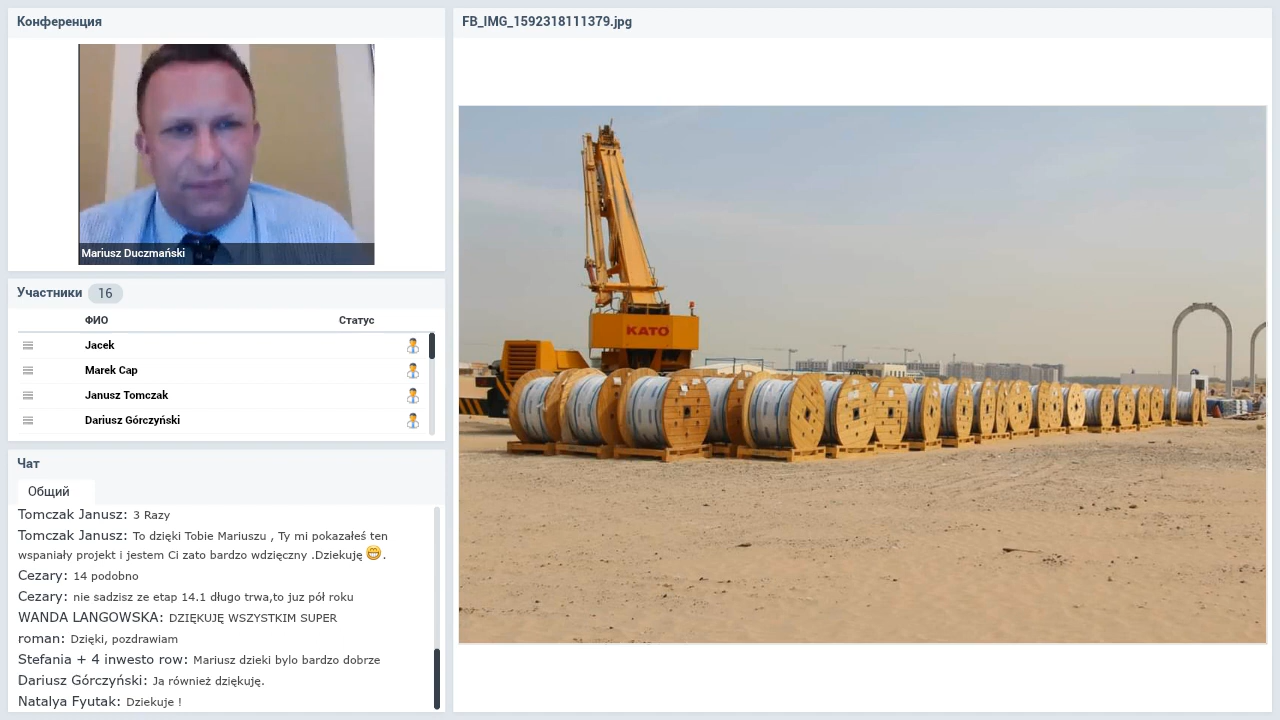 Конференция
Mariusz Duczmański
Участники 16
ФИО Статус
Jacek
Marek Cap
Janusz Tomczak
Dariusz Górczyński
Чат
Общий
Tomczak Janusz: 3 Razy
Tomczak Janusz: To dzięki Tobie Mariuszu , Ty mi pokazałeś ten
wspaniały projekt i jestem Ci zato bardzo wdzięczny .Dziekuję 😁.
Cezary: 14 podobno
Cezary: nie sadzisz ze etap 14.1 długo trwa,to juz pół roku
WANDA LANGOWSKA: DZIĘKUJĘ WSZYSTKIM SUPER
roman: Dzięki, pozdrawiam
Stefania + 4 inwesto row: Mariusz dzieki bylo bardzo dobrze
Dariusz Górczyński: Ja również dziękuję.
Natalya Fyutak: Dziekuje !
FB_IMG_1592318111379.jpg
KATO